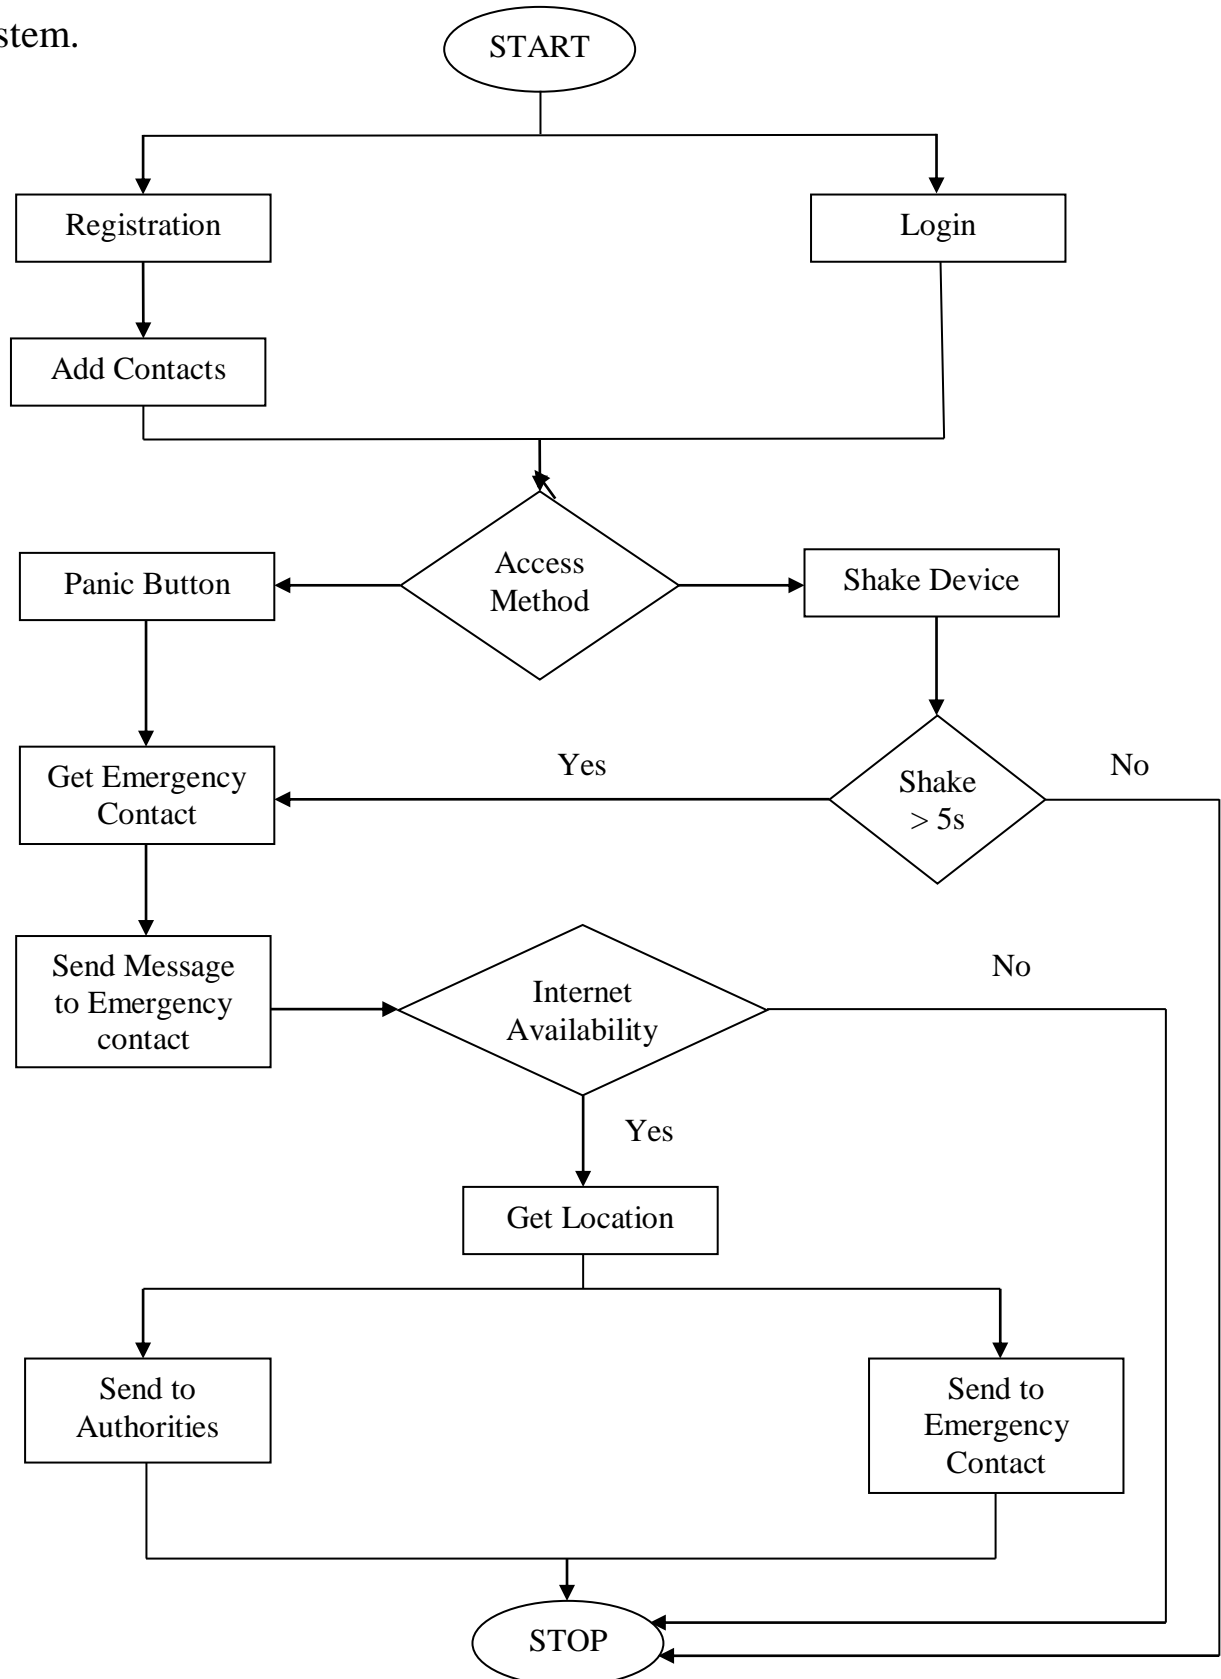 stem.
START
Registration
Login
Add Contacts
Access
Method
Panic Button
Shake Device
Get Emergency
Contact
Yes
Shake
> 5s
No
Send Message
to Emergency
contact
Internet
Availability
No
Yes
Get Location
Send to
Authorities
Send to
Emergency
Contact
STOP